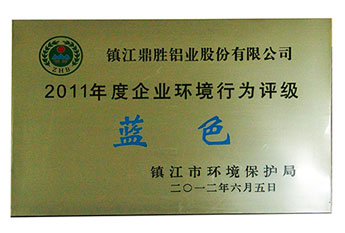 镇江鼎胜铝业股份有限公司
2011年度企业环境行为评级
蓝 色
镇江市环境保护局
二〇一二年六月五日
ZHB